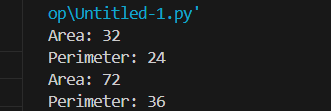 op\Untitled-1.py'
Area: 32
Perimeter: 24
Area: 72
Perimeter: 36